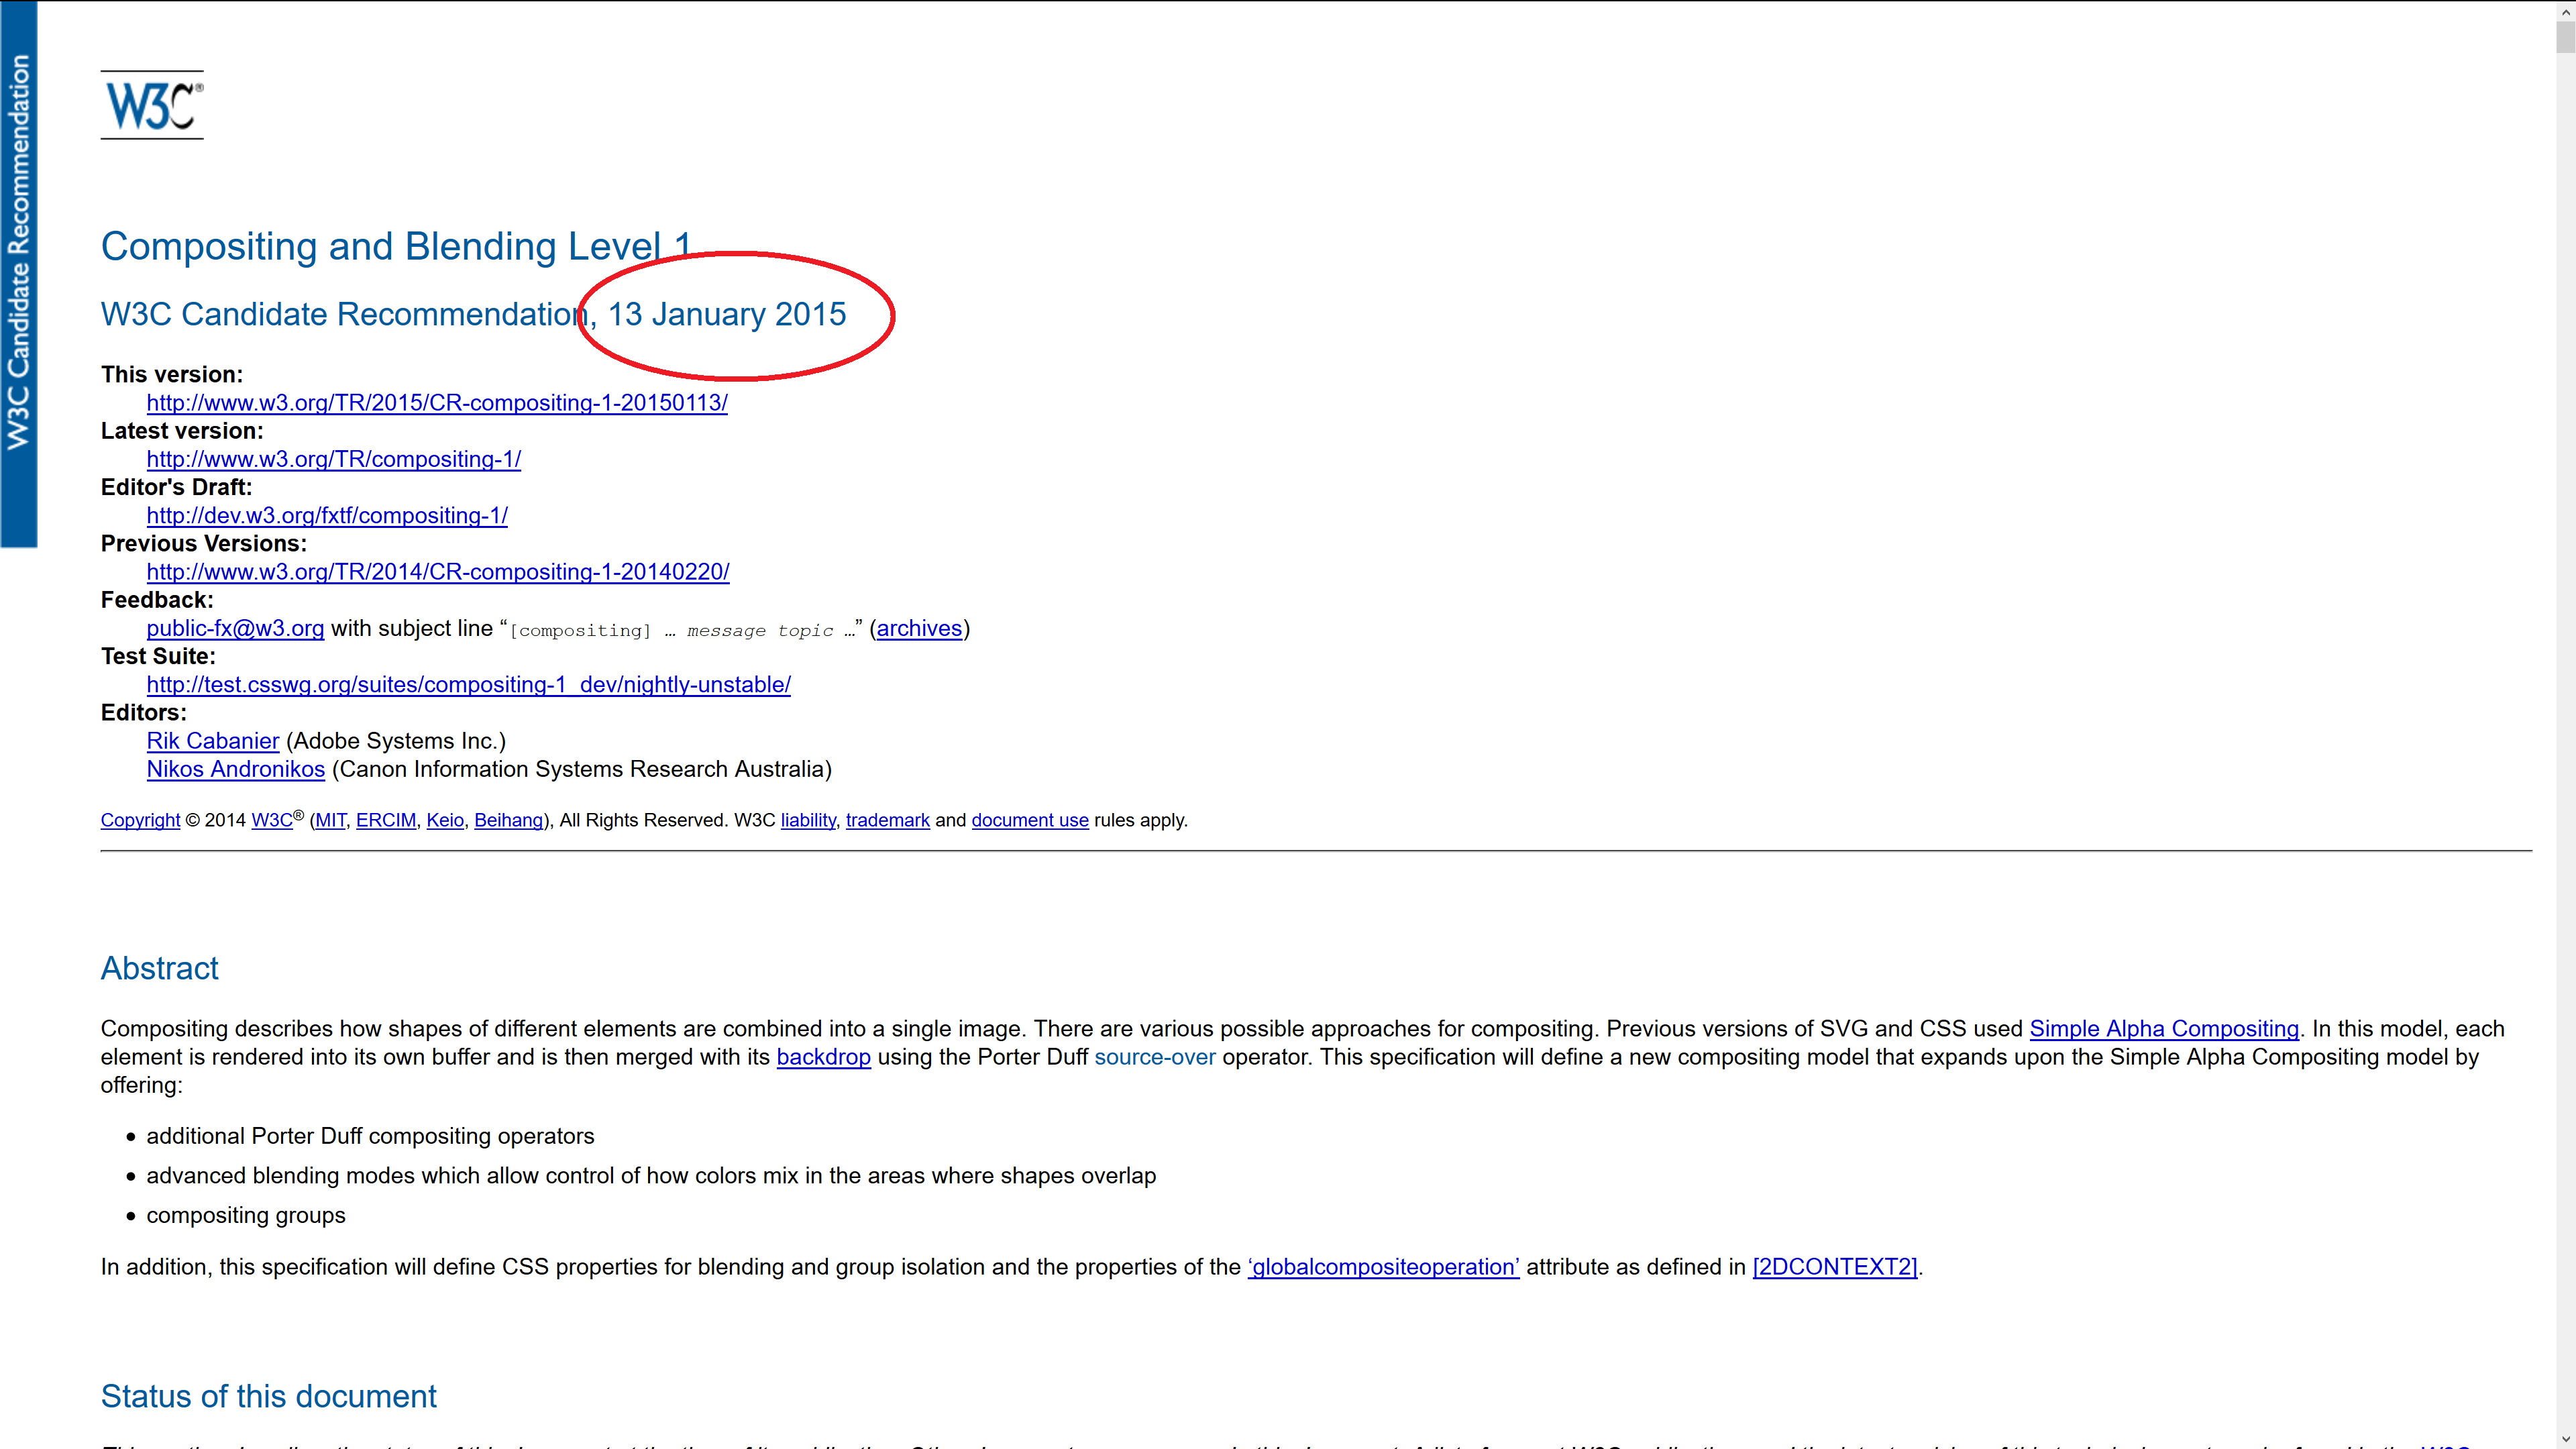 W3C Candidate Recommendation
W3C®
Compositing and Blending Level 1
W3C Candidate Recommendation, 13 January 2015
This version:
http://www.w3.org/TR/2015/CR-compositing-1-20150113/
Latest version:
http://www.w3.org/TR/compositing-1/
Editor's Draft:
http://dev.w3.org/fxtf/compositing-1/
Previous Versions:
http://www.w3.org/TR/2014/CR-compositing-1-20140220/
Feedback:
public-fx@w3.org with subject line “[compositing] … message topic …” (archives)
Test Suite:
http://test.csswg.org/suites/compositing-1_dev/nightly-unstable/
Editors:
Rik Cabanier (Adobe Systems Inc.)
Nikos Andronikos (Canon Information Systems Research Australia)
Copyright © 2014 W3C® (MIT, ERCIM, Keio, Beihang), All Rights Reserved. W3C liability, trademark and document use rules apply.
Abstract
Compositing describes how shapes of different elements are combined into a single image. There are various possible approaches for compositing. Previous versions of SVG and CSS used Simple Alpha Compositing. In this model, each
element is rendered into its own buffer and is then merged with its backdrop using the Porter Duff source-over operator. This specification will define a new compositing model that expands upon the Simple Alpha Compositing model by
offering:
• additional Porter Duff compositing operators
• advanced blending modes which allow control of how colors mix in the areas where shapes overlap
• compositing groups
In addition, this specification will define CSS properties for blending and group isolation and the properties of the ‘globalcompositeoperation’ attribute as defined in [2DCONTEXT2].
Status of this document